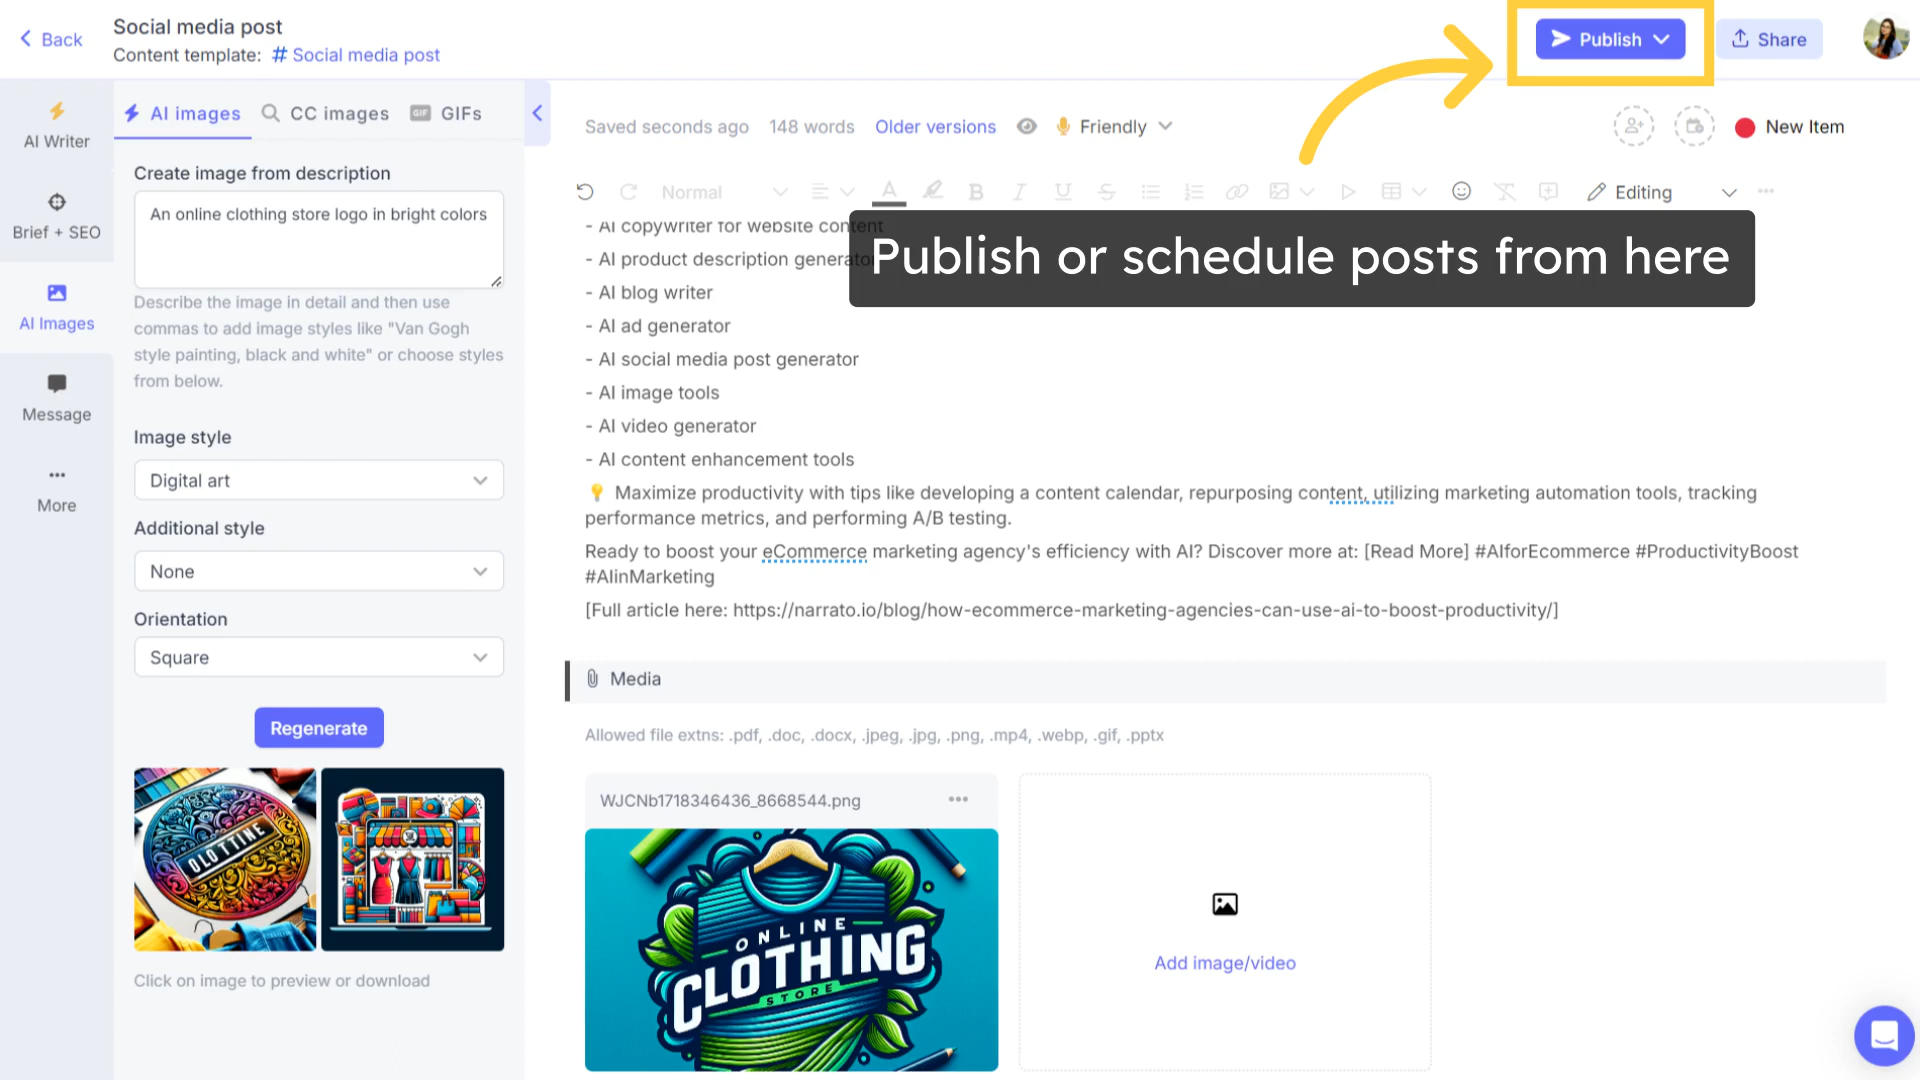 Back
Social media post
Content template: # Social media post
Publish
Share
AI Writer
Brief + SEO
AI Images
Message
More
AI images
CC images
GIF GIFs
Create image from description
An online clothing store logo in bright colors
Describe the image in detail and then use
commas to add image styles like "Van Gogh
style painting, black and white" or choose styles
from below.
Image style
Digital art
Additional style
None
Orientation
Square
Regenerate
OLOTTINE
Click on image to preview or download
Saved seconds ago 148 words Older versions Friendly
New Item
Normal
Editing
Publish or schedule posts from here
- AI copywriter for website content
- AI product description generato
- AI blog writer
- AI ad generator
- AI social media post generator
- AI image tools
- AI video generator
- AI content enhancement tools
💡 Maximize productivity with tips like developing a content calendar, repurposing content, utilizing marketing automation tools, tracking
performance metrics, and performing A/B testing.
Ready to boost your eCommerce marketing agency's efficiency with AI? Discover more at: [Read More] #AIforEcommerce #ProductivityBoost
#AIinMarketing
[Full article here: https://narrato.io/blog/how-ecommerce-marketing-agencies-can-use-ai-to-boost-productivity/]
Media
Allowed file extns: .pdf, .doc, .docx, .jpeg, .jpg, .png, .mp4, .webp, .gif, .pptx
WJCNb1718346436_8668544.png
ONLINE
CLOTHING
STORE
Add image/video